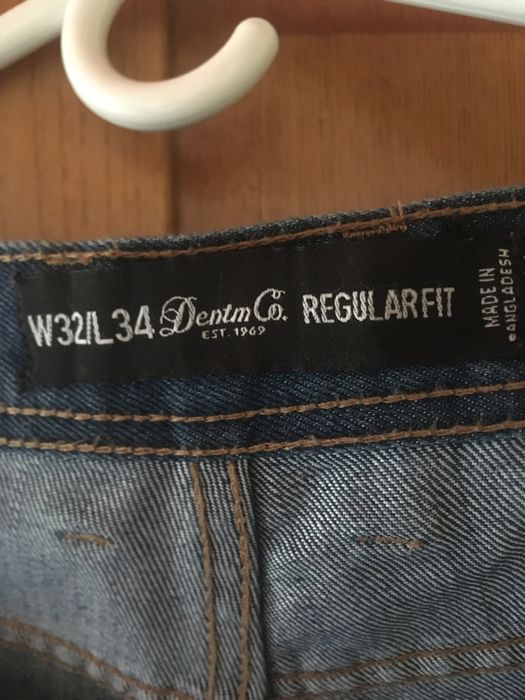 W32/L34 Denim Co. REGULAR FIT
EST. 1969
MADE IN
BANGLADESH